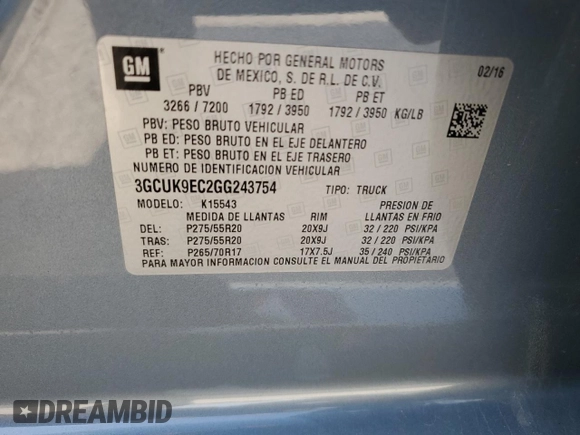 GM
HECHO POR GENERAL MOTORS
DE MEXICO, S. DE R.L. DE C.V.
02/16
PBV PB ED PB ET
3266 / 7200 1792 / 3950 1792 / 3950 KG/LB
PBV: PESO BRUTO VEHICULAR
PB ED: PESO BRUTO EN EL EJE DELANTERO
PB ET: PESO BRUTO EN EL EJE TRASERO
NUMERO DE IDENTIFICACION VEHICULAR
3GCUK9EC2GG243754 TIPO: TRUCK
MODELO: K15543 PRESION DE
MEDIDA DE LLANTAS RIM LLANTAS EN FRIO
DEL: P275/55R20 20X9J 32 / 220 PSI/KPA
TRAS: P275/55R20 20X9J 32 / 220 PSI/KPA
REF: P265/70R17 17X7.5J 35 / 240 PSI/KPA
PARA MAYOR INFORMACION CONSULTE EL MANUAL DEL PROPIETARIO
DREAMBID